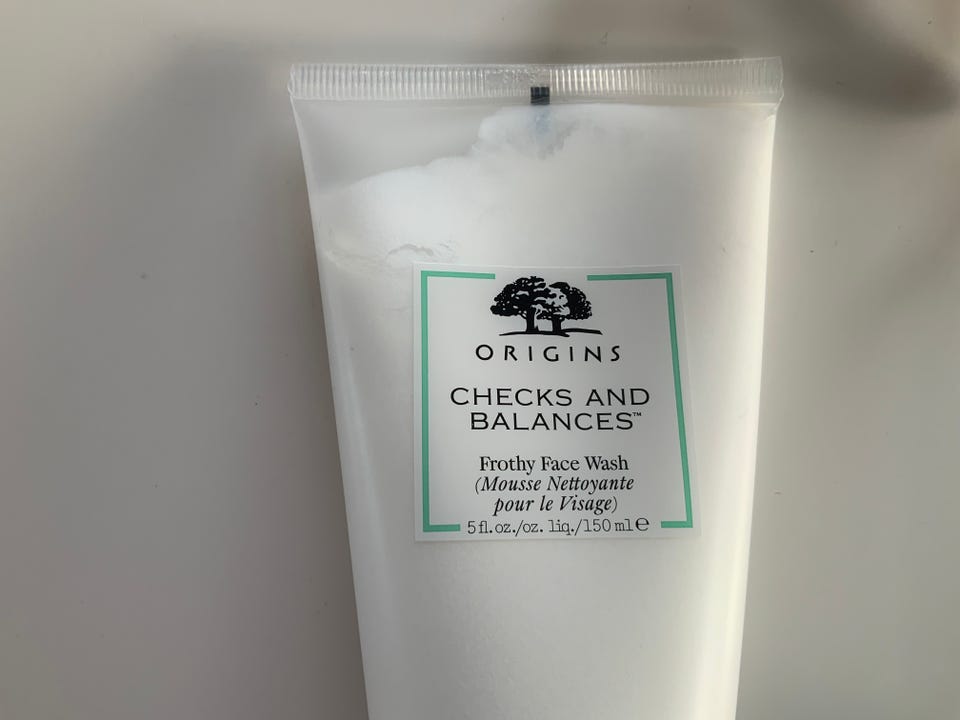 ORIGINS
CHECKS AND
BALANCES™
Frothy Face Wash
(Mousse Nettoyante
pour le Visage)
5 fl. oz./oz. liq./150 ml ℮